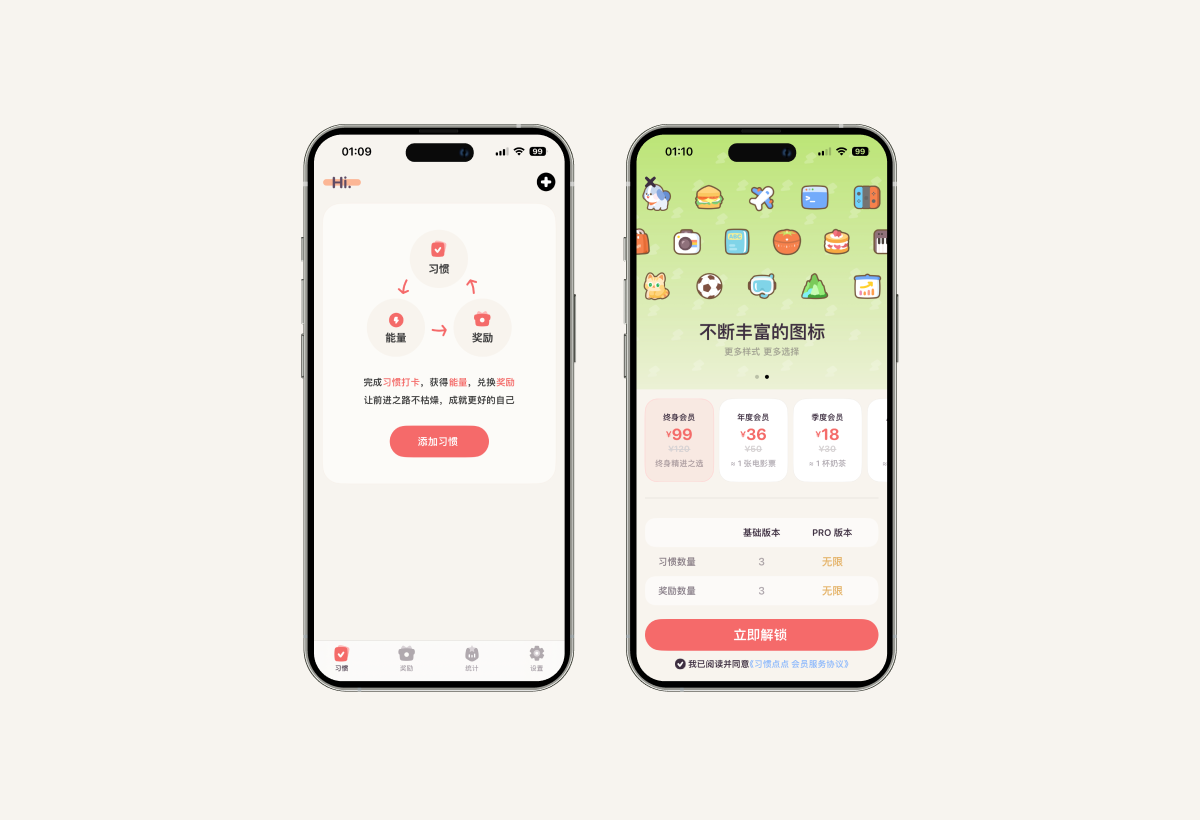 01:09
99
Hi.
习惯
能量
奖励
完成习惯打卡，获得能量，兑换奖励
让前进之路不枯燥，成就更好的自己
添加习惯
习惯
奖励
统计
设置
01:10
99
ABC
不断丰富的图标
更多样式 更多选择
终身会员
¥99
¥129
终身精进之选
年度会员
¥36
¥50
≈ 1 张电影票
季度会员
¥18
¥30
≈ 1 杯奶茶
基础版本
PRO 版本
习惯数量
3
无限
奖励数量
3
无限
立即解锁
我已阅读并同意《习惯点点 会员服务协议》